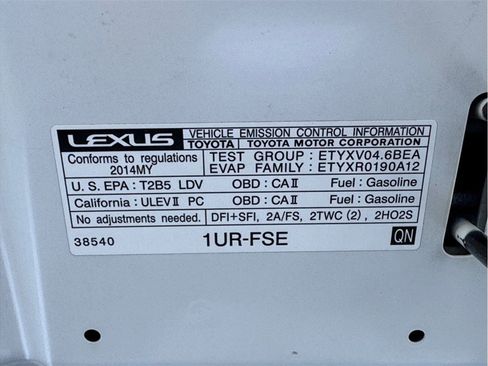 LEXUS VEHICLE EMISSION CONTROL INFORMATION
TOYOTA TOYOTA MOTOR CORPORATION
Conforms to regulations TEST GROUP : ETYXV04.6BEA
2014MY EVAP FAMILY : ETYXR0190A12
U. S. EPA : T2B5 LDV OBD: CAⅡ Fuel: Gasoline
California : ULEVⅡ PC OBD: CAⅡ Fuel: Gasoline
No adjustments needed. DFI+SFI, 2A/FS, 2TWC (2), 2HO2S
38540 1UR-FSE QN